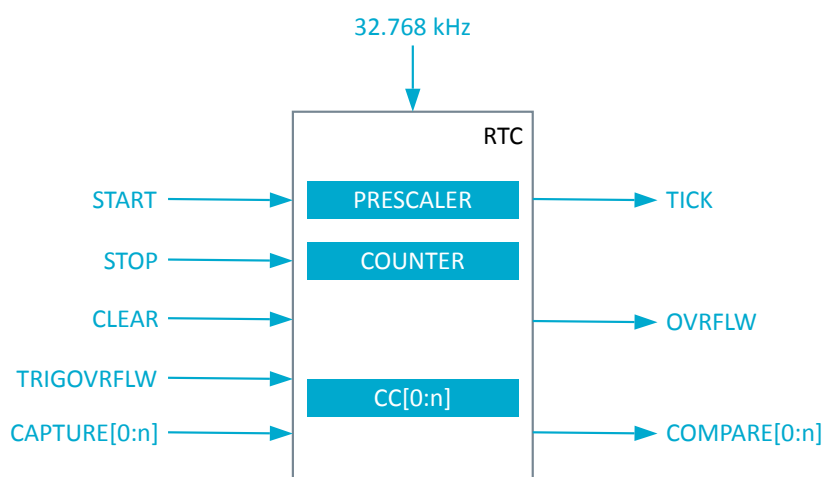 32.768 kHz
RTC
START
PRESCALER
TICK
STOP
COUNTER
CLEAR
OVRFLW
TRIGOVRFLW
CC[0:n]
CAPTURE[0:n]
COMPARE[0:n]